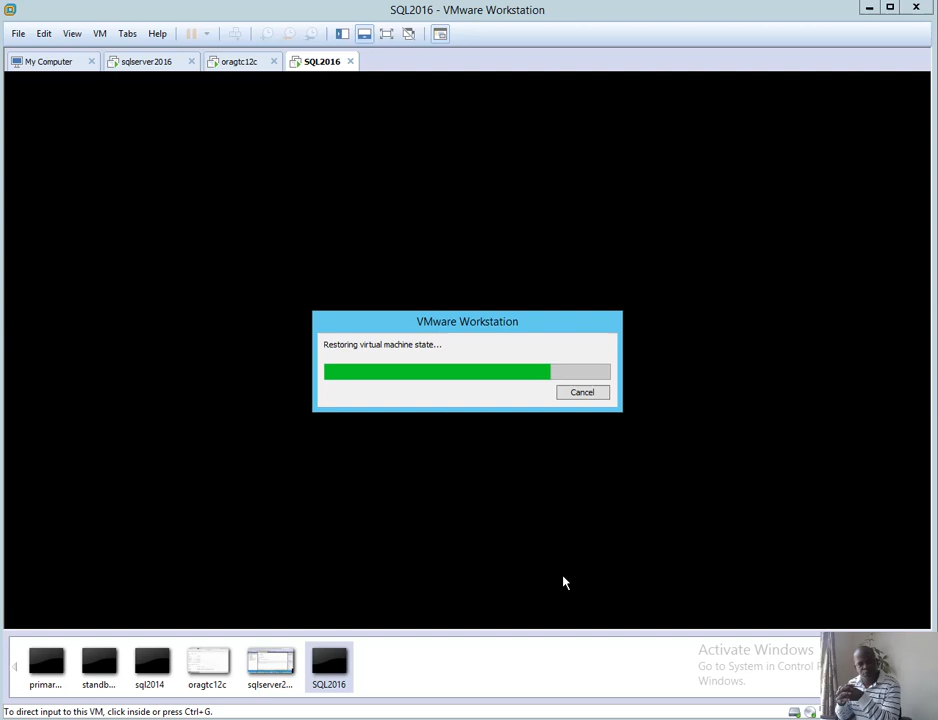 SQL2016 - VMware Workstation
File Edit View VM Tabs Help
My Computer sqlserver2016 oragtc12c SQL2016
VMware Workstation
Restoring virtual machine state...
Cancel
primar... standb... sql2014 oragtc12c sqlserver2... SQL2016
Activate Windows
Go to System in Control P
Windows.
To direct input to this VM, click inside or press Ctrl+G.